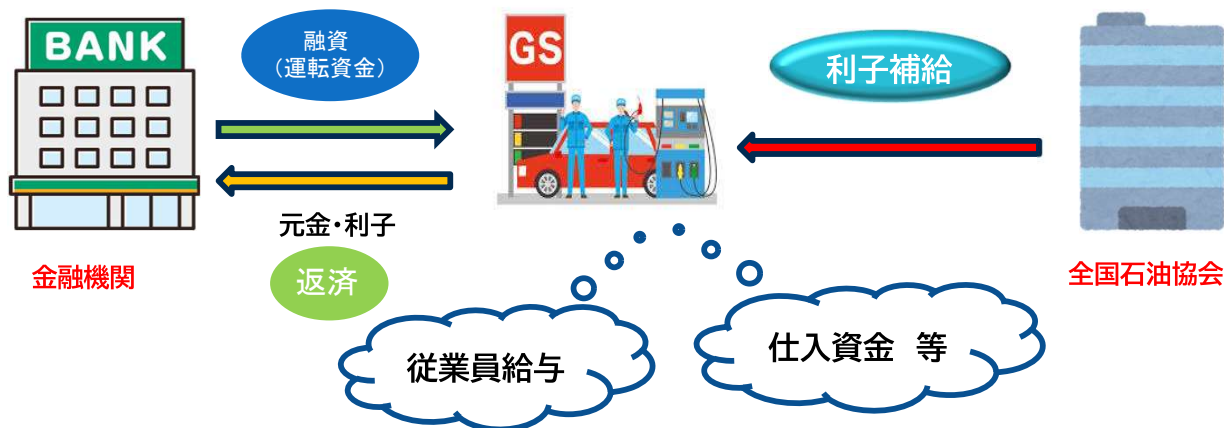 BANK
融資
（運転資金）
GS
利子補給
元金・利子
返済
金融機関
全国石油協会
従業員給与
仕入資金 等